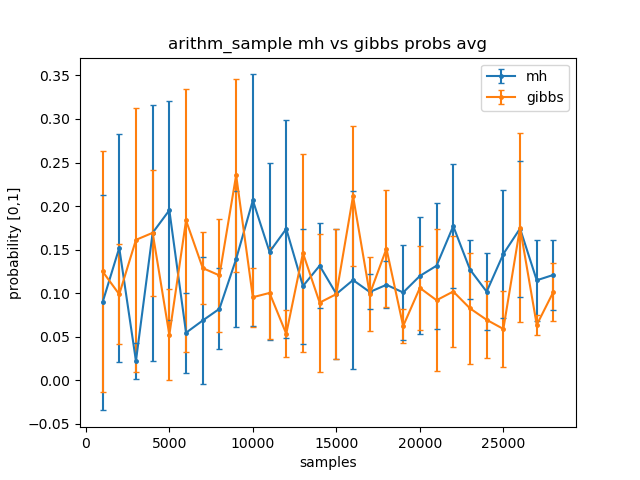 arithm_sample mh vs gibbs probs avg
mh
gibbs
probability [0,1]
0.35
0.30
0.25
0.20
0.15
0.10
0.05
0.00
−0.05
0 5000 10000 15000 20000 25000
samples